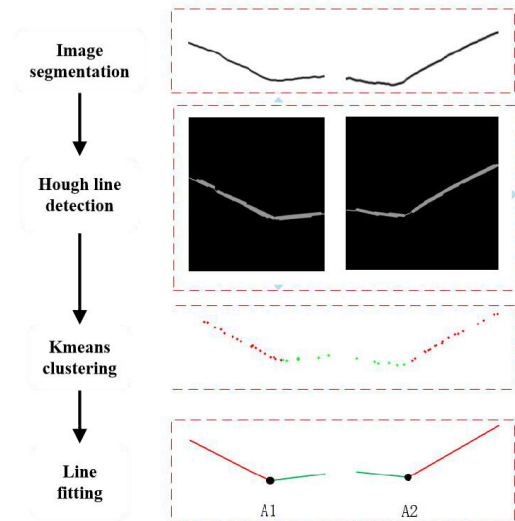 Image
segmentation
Hough line
detection
Kmeans
clustering
Line
fitting
A1
A2